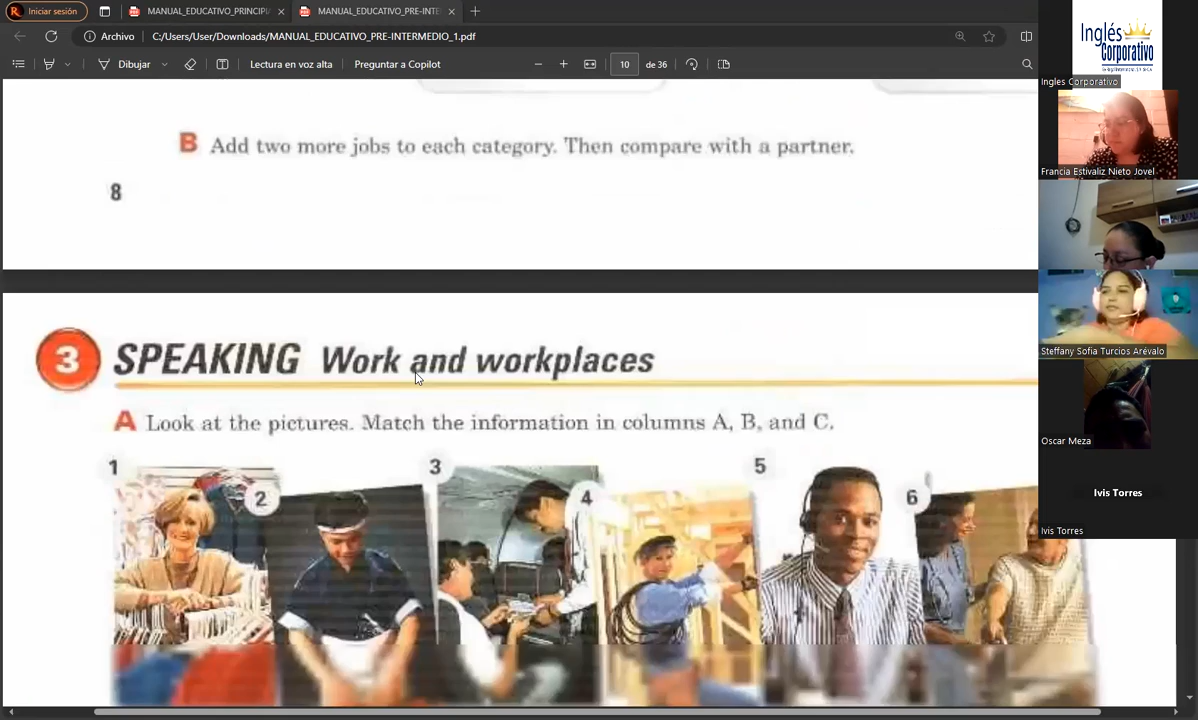 Iniciar sesión
MANUAL_EDUCATIVO_PRINCIPI
MANUAL_EDUCATIVO_PRE-INTE
Archivo
C:/Users/User/Downloads/MANUAL_EDUCATIVO_PRE-INTERMEDIO_1.pdf
Dibujar
Lectura en voz alta
Preguntar a Copilot
10
de 36
B Add two more jobs to each category. Then compare with a partner.
8
3 SPEAKING Work and workplaces
A Look at the pictures. Match the information in columns A, B, and C.
1
2
3
4
5
6
Inglés
Corporativo
Ingles Corporativo
Francia Estivaliz Nieto Jovel
Steffany Sofia Turcios Arévalo
Oscar Meza
Ivis Torres
Ivis Torres